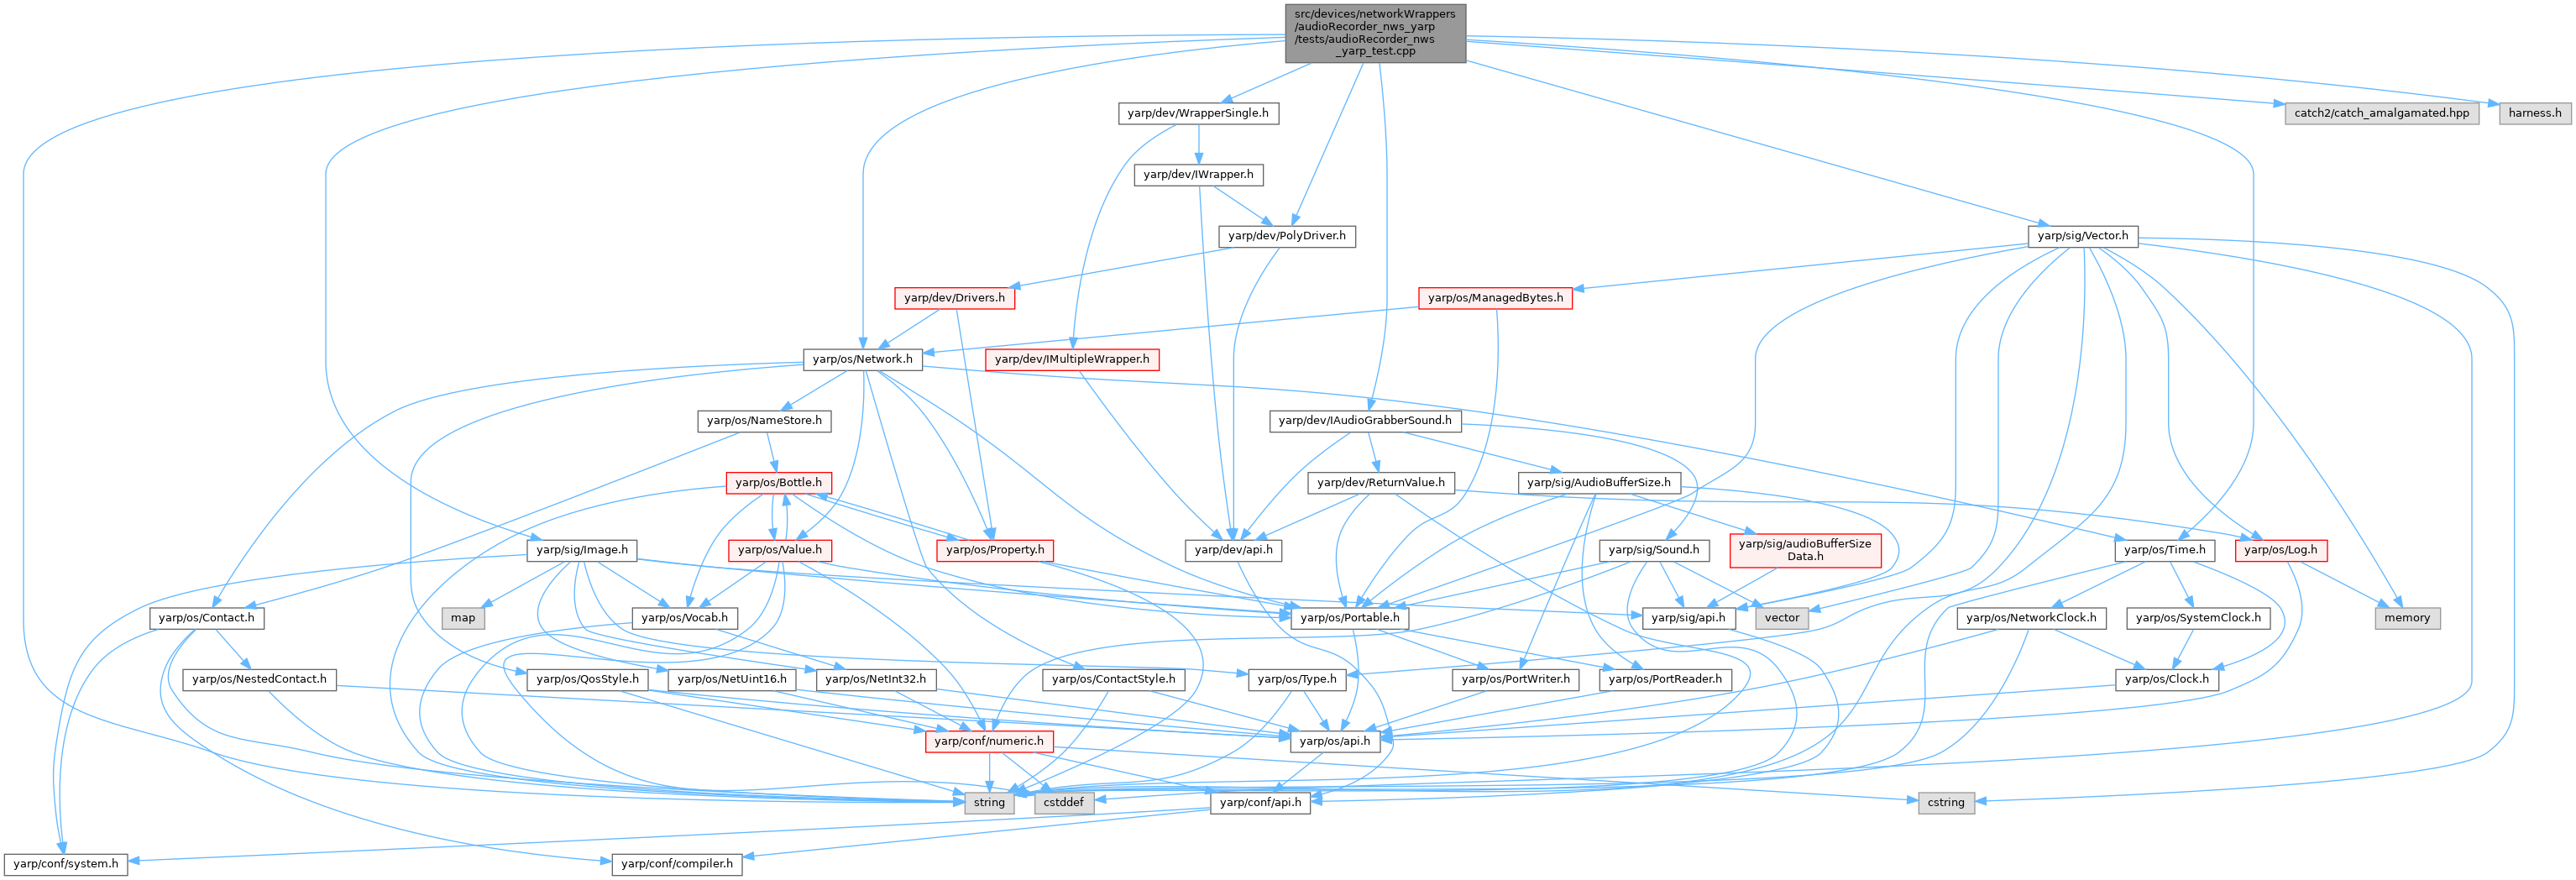 src/devices/networkWrappers
/audioRecorder_nws_yarp
/tests/audioRecorder_nws
_yarp_test.cpp
yarp/dev/WrapperSingle.h
catch2/catch_amalgamated.hpp
harness.h
yarp/dev/IWrapper.h
yarp/dev/PolyDriver.h
yarp/sig/Vector.h
yarp/dev/Drivers.h
yarp/os/ManagedBytes.h
yarp/os/Network.h
yarp/dev/IMultipleWrapper.h
yarp/os/NameStore.h
yarp/dev/IAudioGrabberSound.h
yarp/os/Bottle.h
yarp/dev/ReturnValue.h
yarp/sig/AudioBufferSize.h
yarp/sig/Image.h
yarp/os/Value.h
yarp/os/Property.h
yarp/dev/api.h
yarp/sig/Sound.h
yarp/sig/audioBufferSize
Data.h
yarp/os/Time.h
yarp/os/Log.h
yarp/os/Contact.h
map
yarp/os/Vocab.h
yarp/os/Portable.h
yarp/sig/api.h
vector
yarp/os/NetworkClock.h
yarp/os/SystemClock.h
memory
yarp/os/NestedContact.h
yarp/os/QosStyle.h
yarp/os/NetUint16.h
yarp/os/NetInt32.h
yarp/os/ContactStyle.h
yarp/os/Type.h
yarp/os/PortWriter.h
yarp/os/PortReader.h
yarp/os/Clock.h
yarp/conf/numeric.h
yarp/os/api.h
string
cstddef
yarp/conf/api.h
cstring
yarp/conf/system.h
yarp/conf/compiler.h